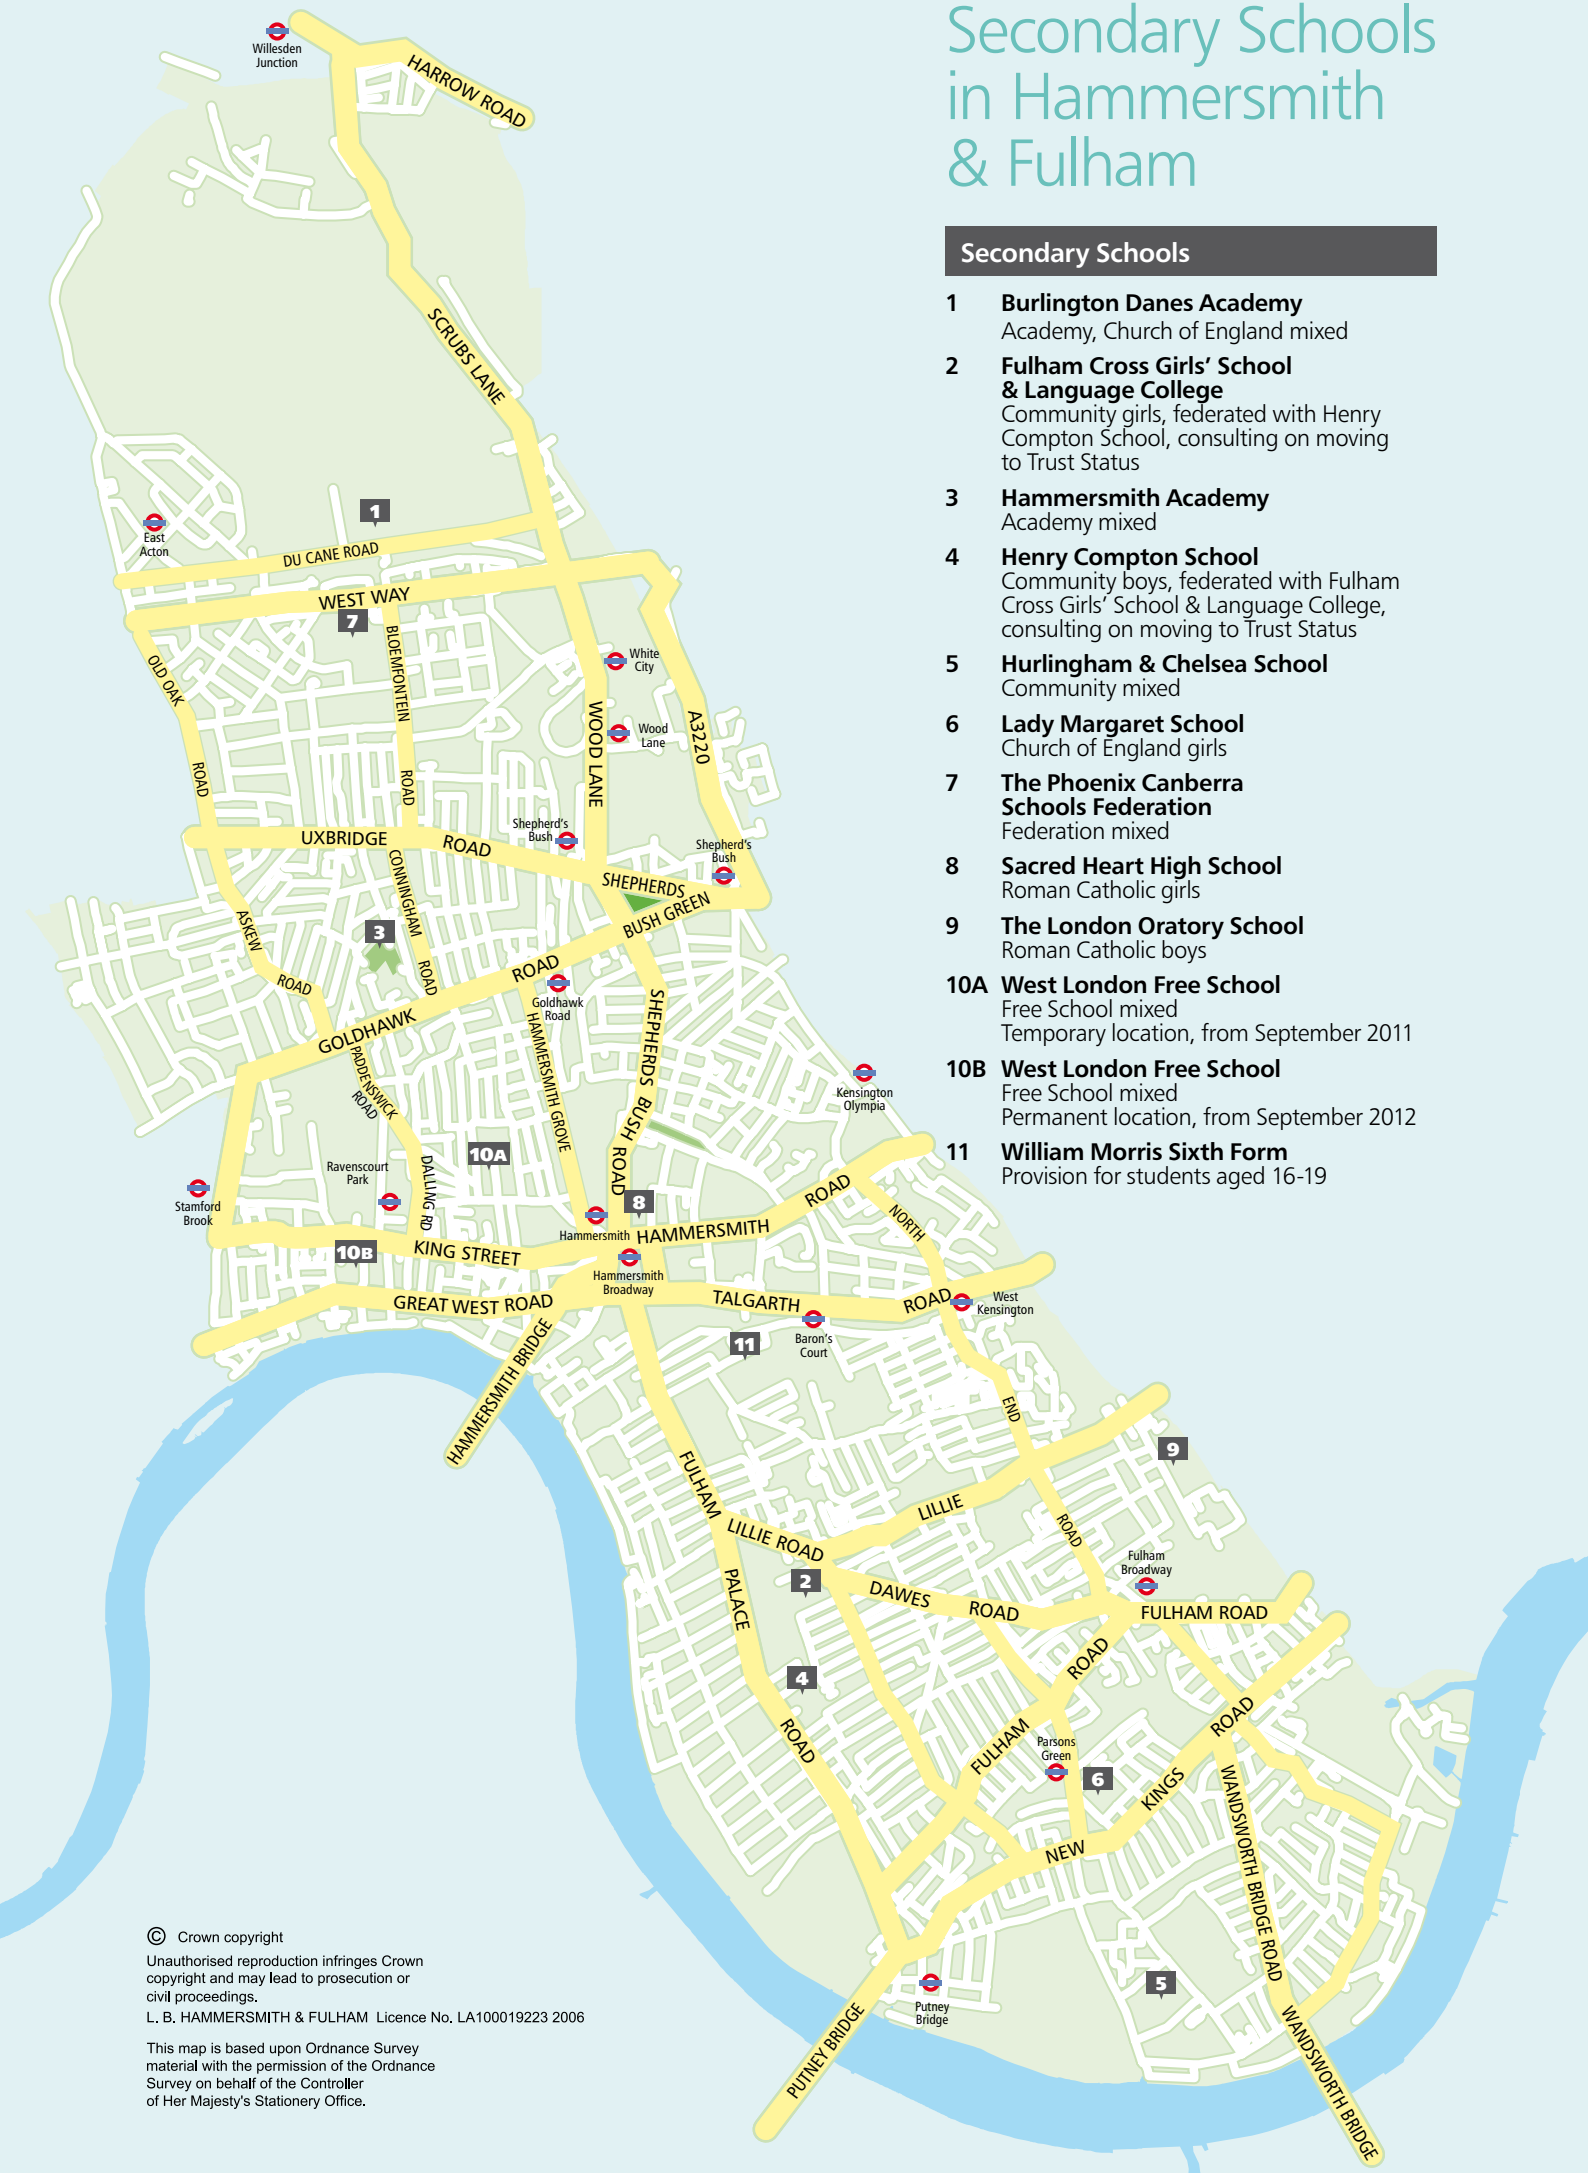 Secondary Schools
in Hammersmith
& Fulham
Secondary Schools
1 Burlington Danes Academy
Academy, Church of England mixed
2 Fulham Cross Girls’ School
& Language College
Community girls, federated with Henry
Compton School, consulting on moving
to Trust Status
3 Hammersmith Academy
Academy mixed
4 Henry Compton School
Community boys, federated with Fulham
Cross Girls’ School & Language College,
consulting on moving to Trust Status
5 Hurlingham & Chelsea School
Community mixed
6 Lady Margaret School
Church of England girls
7 The Phoenix Canberra
Schools Federation
Federation mixed
8 Sacred Heart High School
Roman Catholic girls
9 The London Oratory School
Roman Catholic boys
10A West London Free School
Free School mixed
Temporary location, from September 2011
10B West London Free School
Free School mixed
Permanent location, from September 2012
11 William Morris Sixth Form
Provision for students aged 16-19
Willesden
Junction
HARROW ROAD
SCRUBS LANE
1
East
Acton
DU CANE ROAD
WEST WAY
7
BLOEMFONTEIN
ROAD
OLD OAK
ROAD
White
City
Wood
Lane
WOOD LANE
A3220
UXBRIDGE
ROAD
Shepherd's
Bush
Shepherd's
Bush
SHEPHERDS
BUSH GREEN
CONNINGHAM
ROAD
ASKEW
ROAD
3
GOLDHAWK
ROAD
Goldhawk
Road
HAMMERSMITH GROVE
SHEPHERDS
BUSH
ROAD
PADDENSWICK
ROAD
Kensington
Olympia
10A
Ravenscourt
Park
DALLING RD
Stamford
Brook
8
Hammersmith
HAMMERSMITH
ROAD
NORTH
10B
KING STREET
Hammersmith
Broadway
GREAT WEST ROAD
TALGARTH
ROAD
West
Kensington
Baron's
Court
11
HAMMERSMITH BRIDGE
END
9
FULHAM
LILLIE ROAD
LILLIE
ROAD
Fulham
Broadway
2
PALACE
DAWES
ROAD
FULHAM ROAD
4
ROAD
ROAD
FULHAM
Parsons
Green
6
ROAD
KINGS
NEW
WANDSWORTH BRIDGE ROAD
5
Putney
Bridge
PUTNEY BRIDGE
WANDSWORTH BRIDGE
© Crown copyright
Unauthorised reproduction infringes Crown
copyright and may lead to prosecution or
civil proceedings.
L. B. HAMMERSMITH & FULHAM Licence No. LA100019223 2006
This map is based upon Ordnance Survey
material with the permission of the Ordnance
Survey on behalf of the Controller
of Her Majesty's Stationery Office.